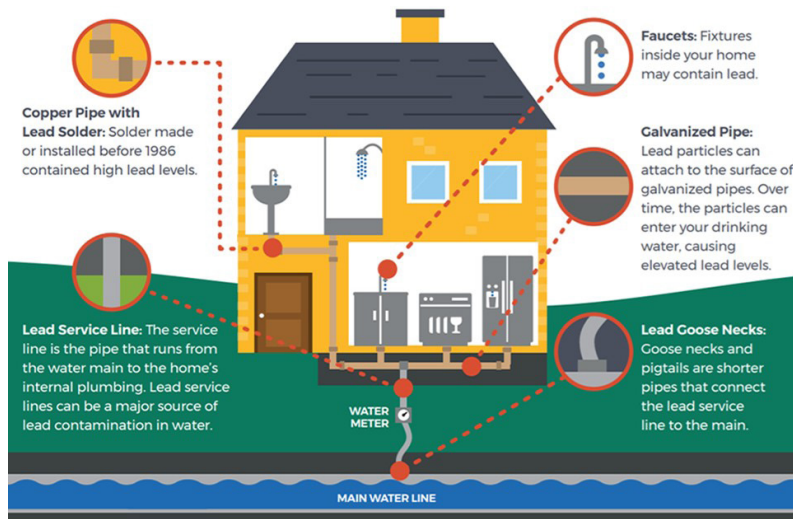 Copper Pipe with
Lead Solder: Solder made
or installed before 1986
contained high lead levels.
Faucets: Fixtures
inside your home
may contain lead.
Galvanized Pipe:
Lead particles can
attach to the surface of
galvanized pipes. Over
time, the particles can
enter your drinking
water, causing
elevated lead levels.
Lead Service Line: The service
line is the pipe that runs from
the water main to the home's
internal plumbing. Lead service
lines can be a major source of
lead contamination in water.
Lead Goose Necks:
Goose necks and
pigtails are shorter
pipes that connect
the lead service
line to the main.
WATER
METER
MAIN WATER LINE